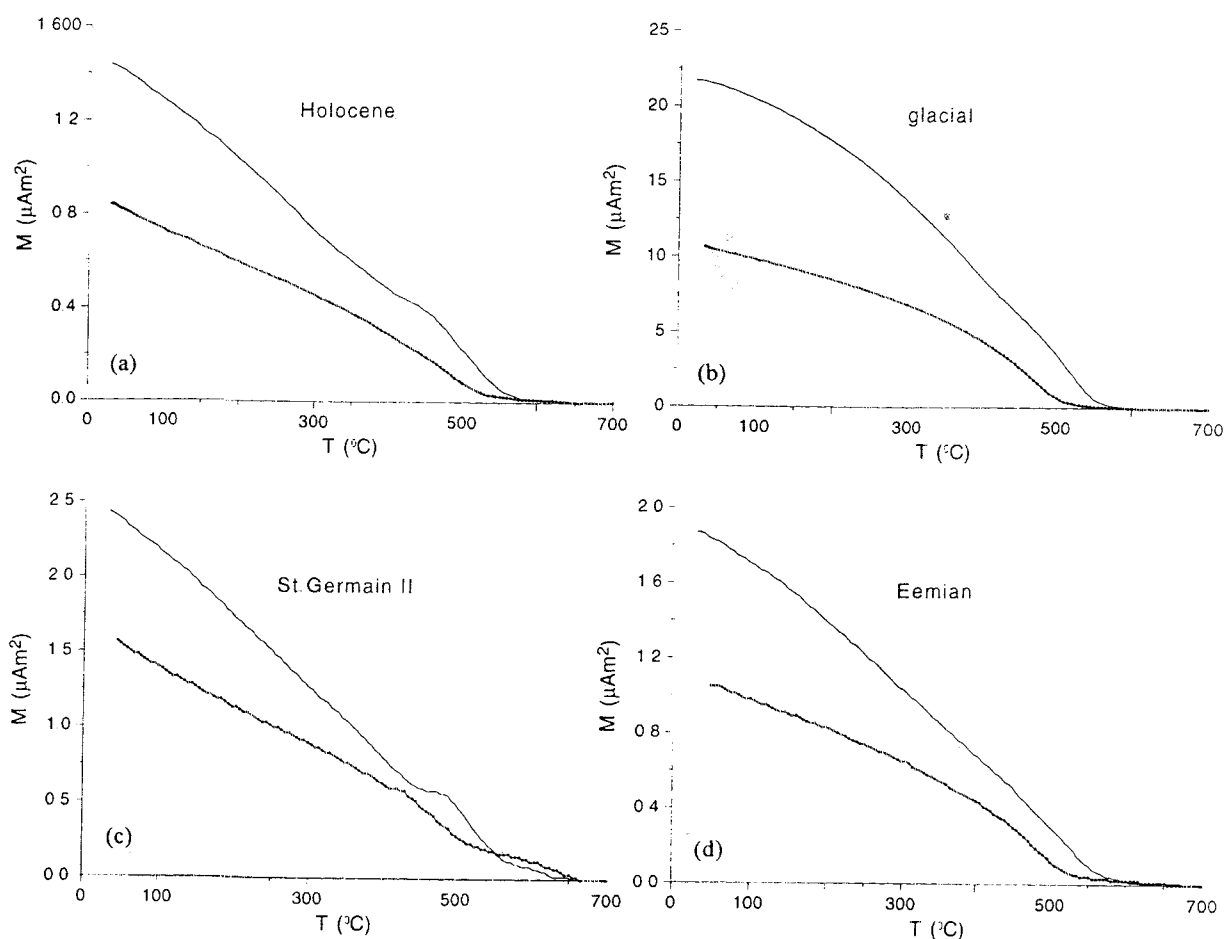 1 600
1 2
0 8
0 4
0.0
M (µAm²)
Holocene
(a)
0
100
300
500
700
T (°C)
25
20
15
10
5
0
M (µAm²)
glacial
(b)
0
100
300
500
700
T (°C)
2 5
2 0
1.5
1.0
0 5
0 0
M (µAm²)
St.Germain II
(c)
0
100
300
500
700
T (°C)
2 0
1 6
1 2
0 8
0 4
0.0
M (µAm²)
Eemian
(d)
0
100
300
500
700
T (°C)